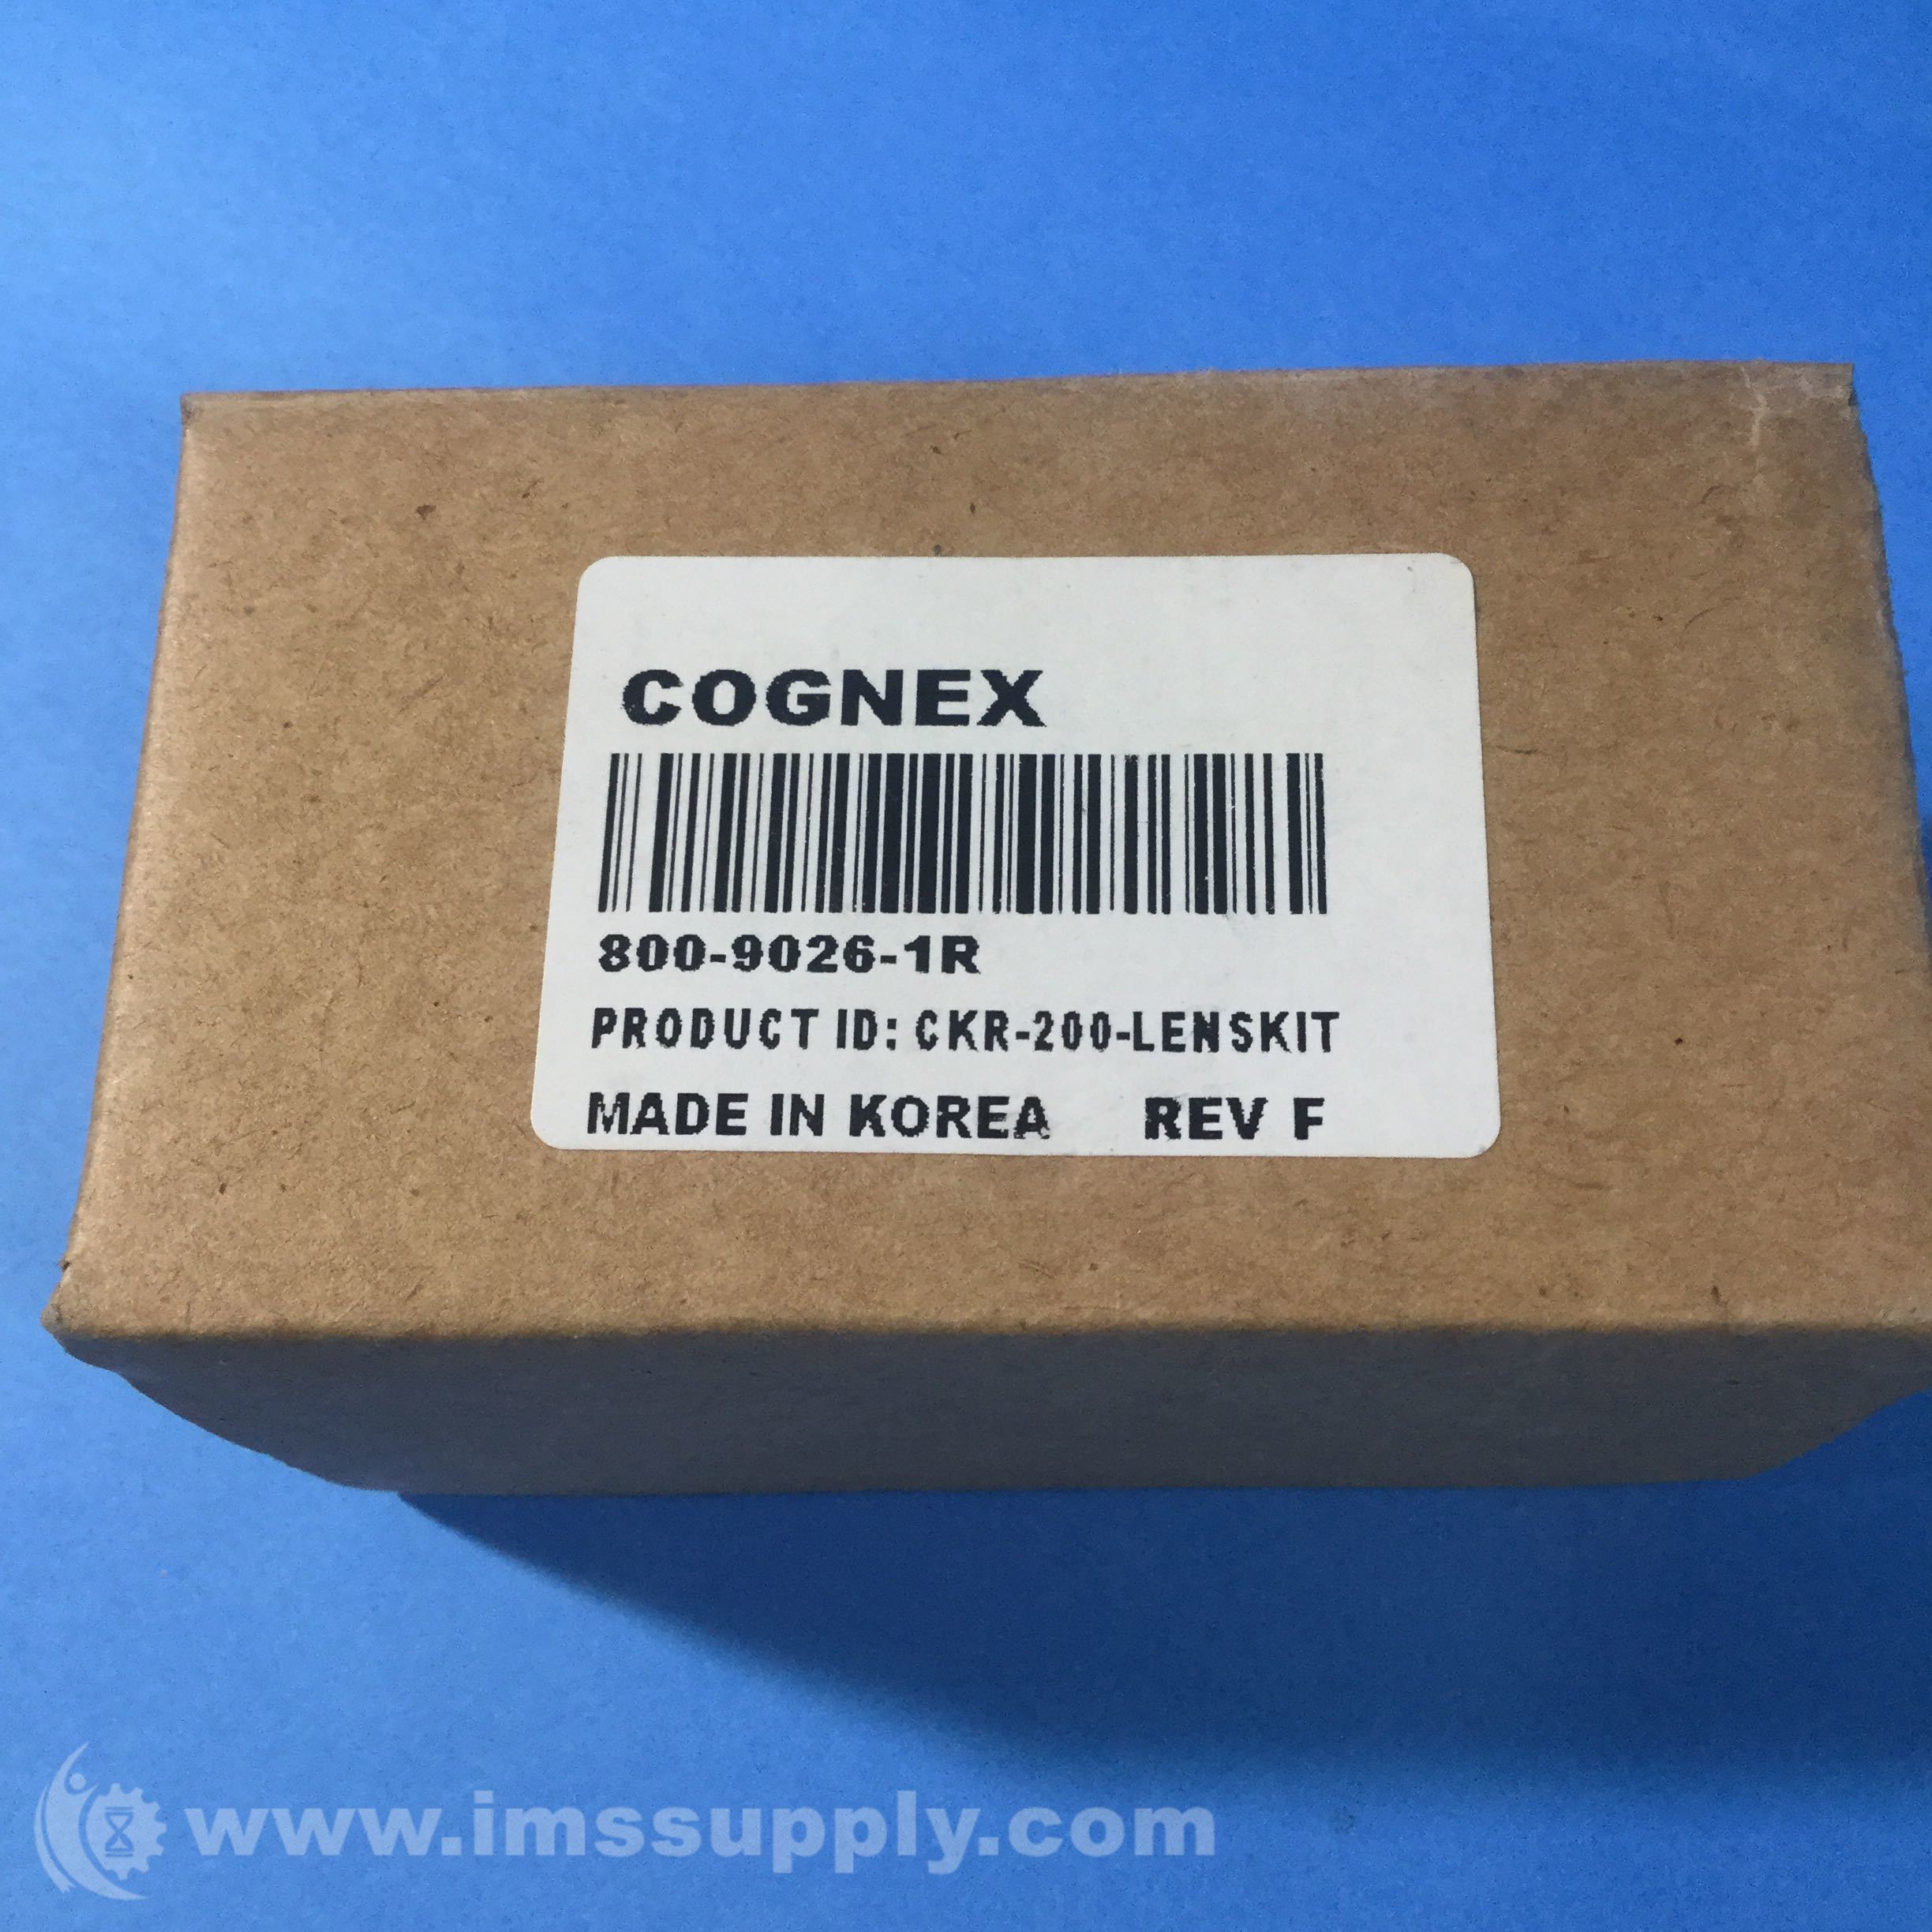 COGNEX
800-9026-1R
PRODUCT ID: CKR-200-LENSKIT
MADE IN KOREA REV F
www.imssupply.com